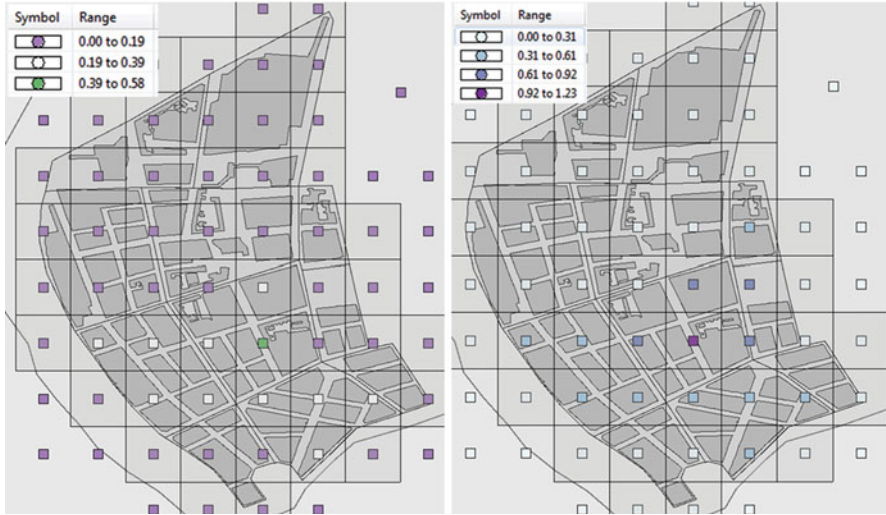 Symbol Range
0.00 to 0.19
0.19 to 0.39
0.39 to 0.58
Symbol Range
0.00 to 0.31
0.31 to 0.61
0.61 to 0.92
0.92 to 1.23